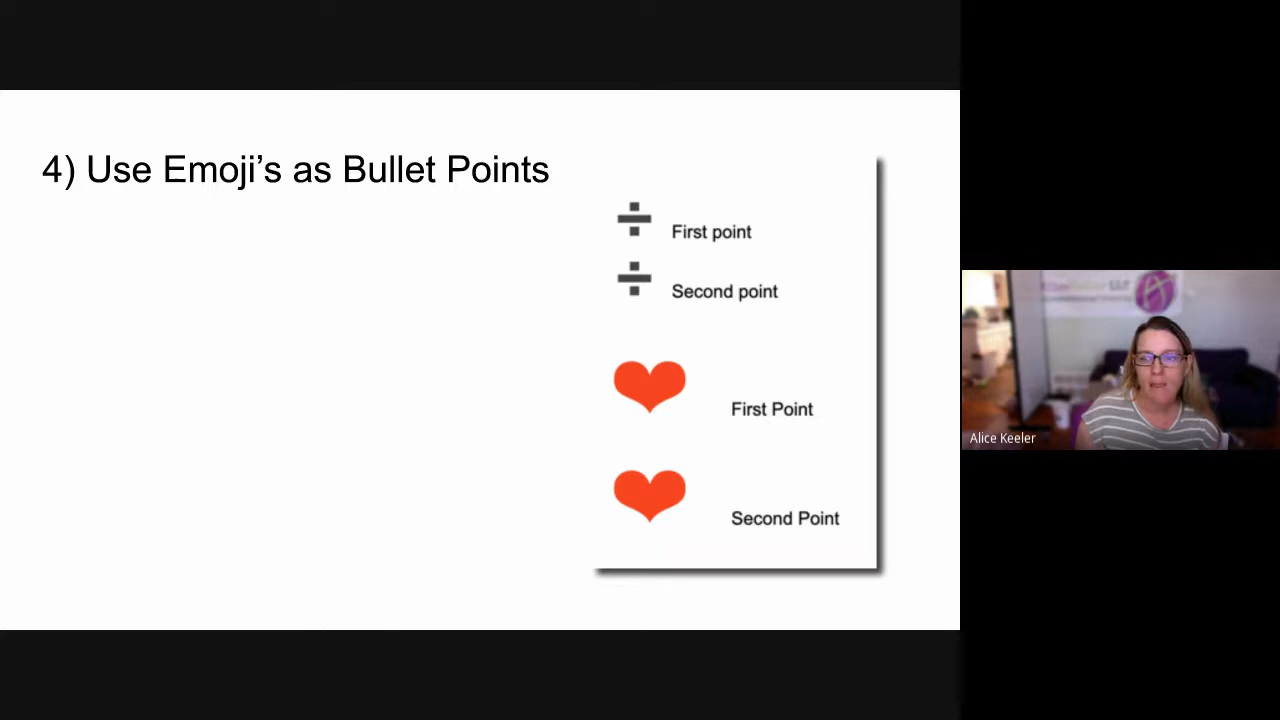 4) Use Emoji’s as Bullet Points
First point
Second point
First Point
Second Point
Alice Keeler